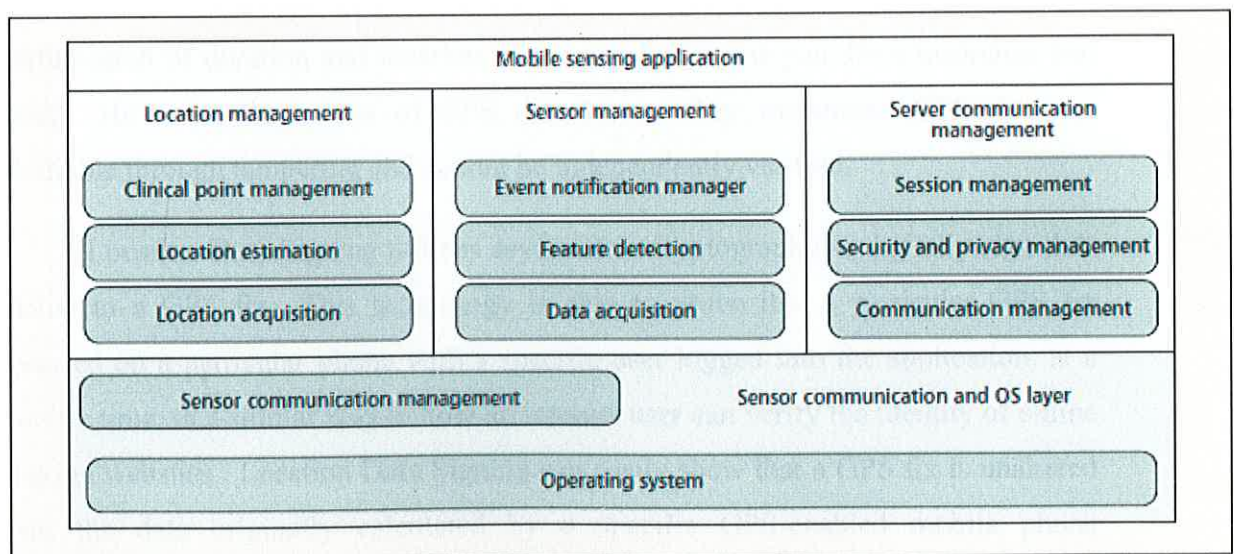 Mobile sensing application
Location management
Clinical point management
Location estimation
Location acquisition
Sensor management
Event notification manager
Feature detection
Data acquisition
Server communication
management
Session management
Security and privacy management
Communication management
Sensor communication management
Sensor communication and OS layer
Operating system